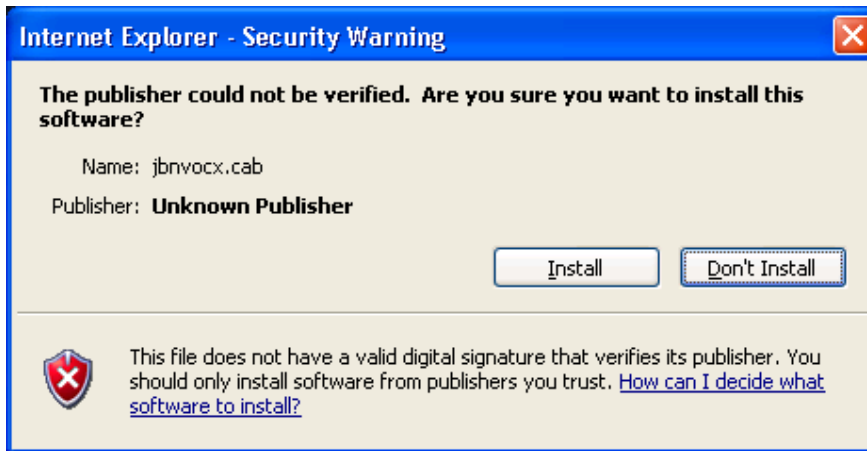 Internet Explorer - Security Warning
The publisher could not be verified. Are you sure you want to install this
software?
Name: jbnvocx.cab
Publisher: Unknown Publisher
Install
Don't Install
This file does not have a valid digital signature that verifies its publisher. You
should only install software from publishers you trust. How can I decide what
software to install?